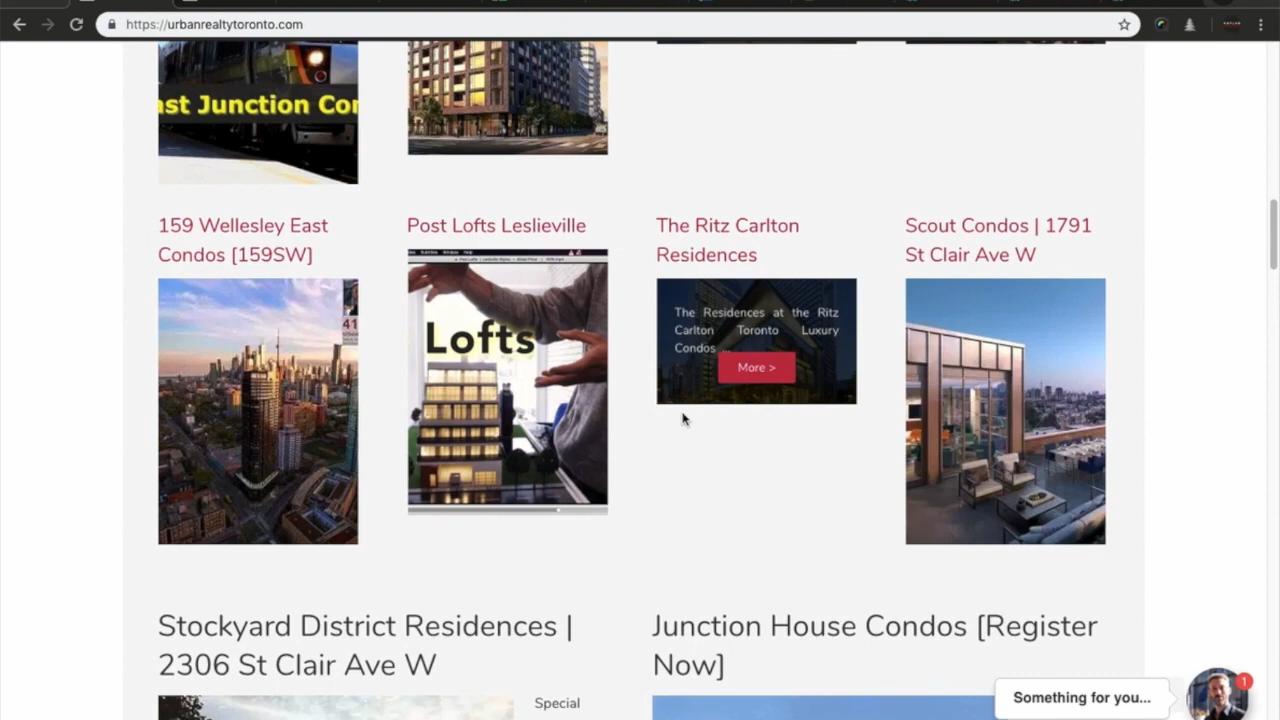 https://urbanrealtytoronto.com
ast Junction Con
159 Wellesley East
Condos [159SW]
Post Lofts Leslieville
The Ritz Carlton
Residences
Scout Condos | 1791
St Clair Ave W
Lofts
The Residences at the Ritz
Carlton Toronto Luxury
Condos ...
More >
41
Stockyard District Residences |
2306 St Clair Ave W
Junction House Condos [Register
Now]
Special
Something for you...
1